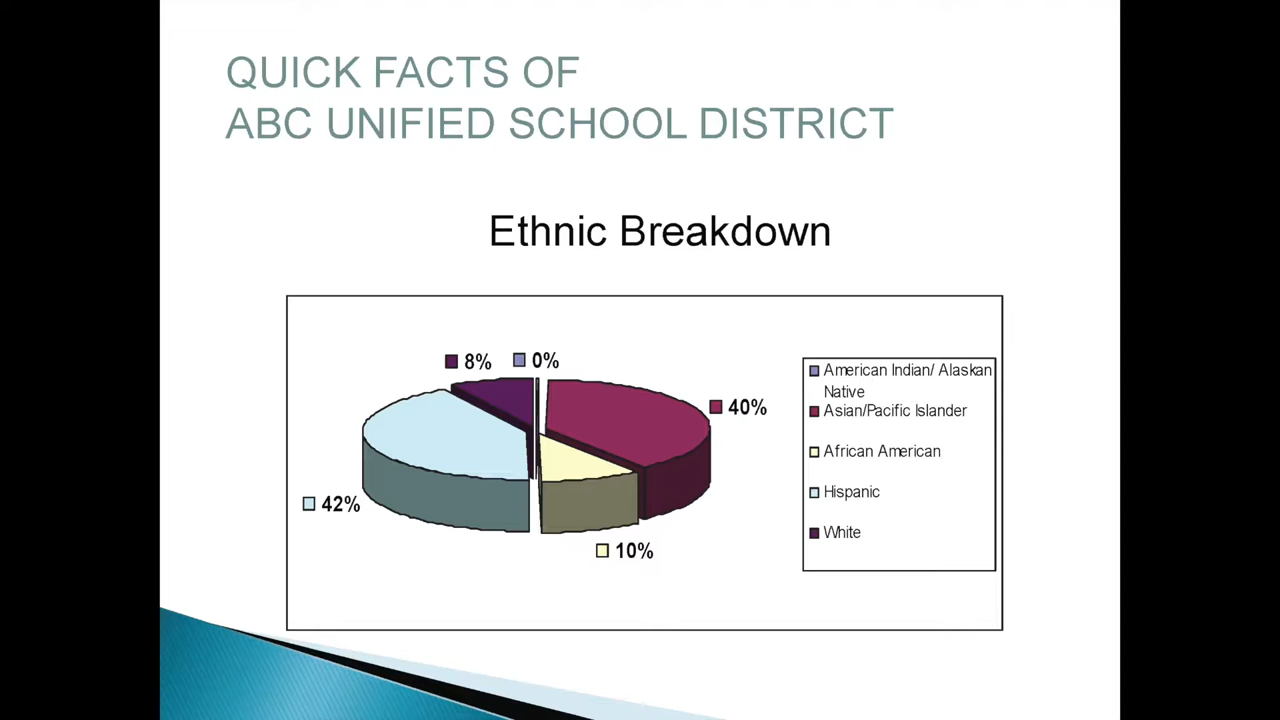 QUICK FACTS OF
ABC UNIFIED SCHOOL DISTRICT
Ethnic Breakdown
8%
0%
40%
42%
10%
American Indian/ Alaskan
Native
Asian/Pacific Islander
African American
Hispanic
White